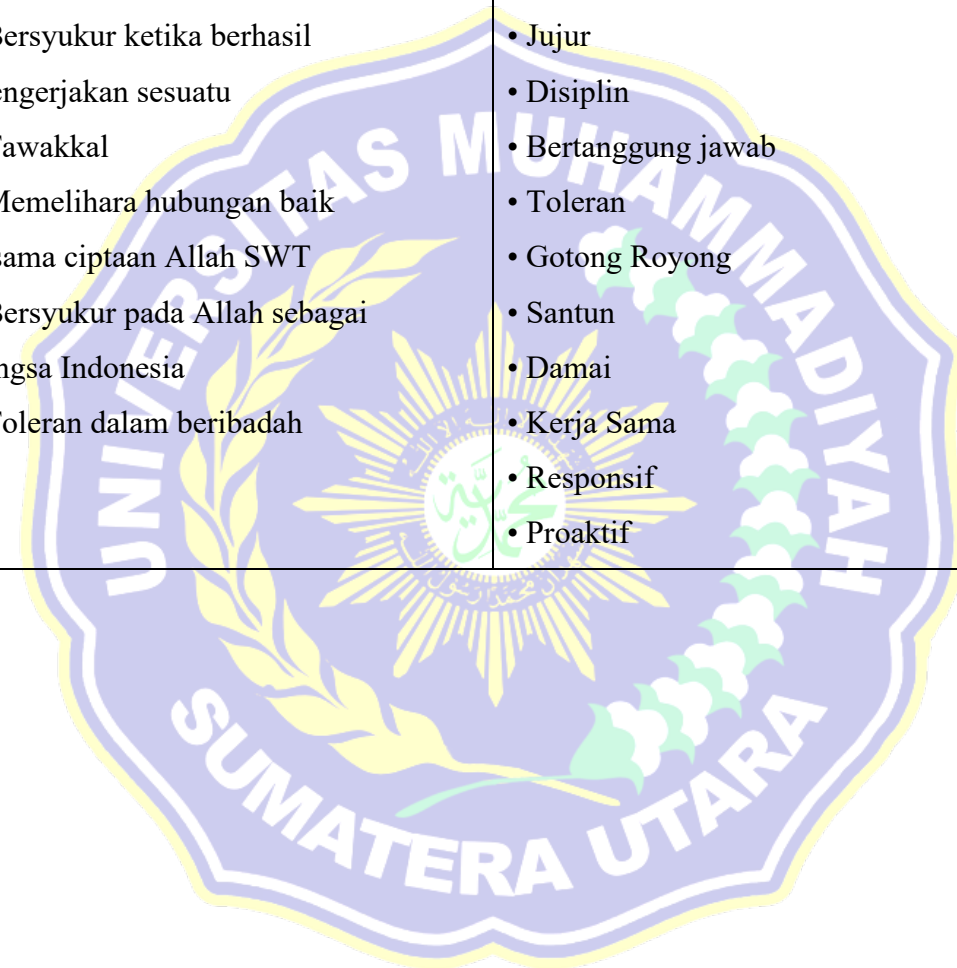 Bersyukur ketika berhasil
engerjakan sesuatu
Tawakkal
Memelihara hubungan baik
sama ciptaan Allah SWT
Bersyukur pada Allah sebagai
ngsa Indonesia
Toleran dalam beribadah
• Jujur
• Disiplin
• Bertanggung jawab
• Toleran
• Gotong Royong
• Santun
• Damai
• Kerja Sama
• Responsif
• Proaktif
UNIVERSITAS MUHAMMADIYAH
SUMATERA UTARA